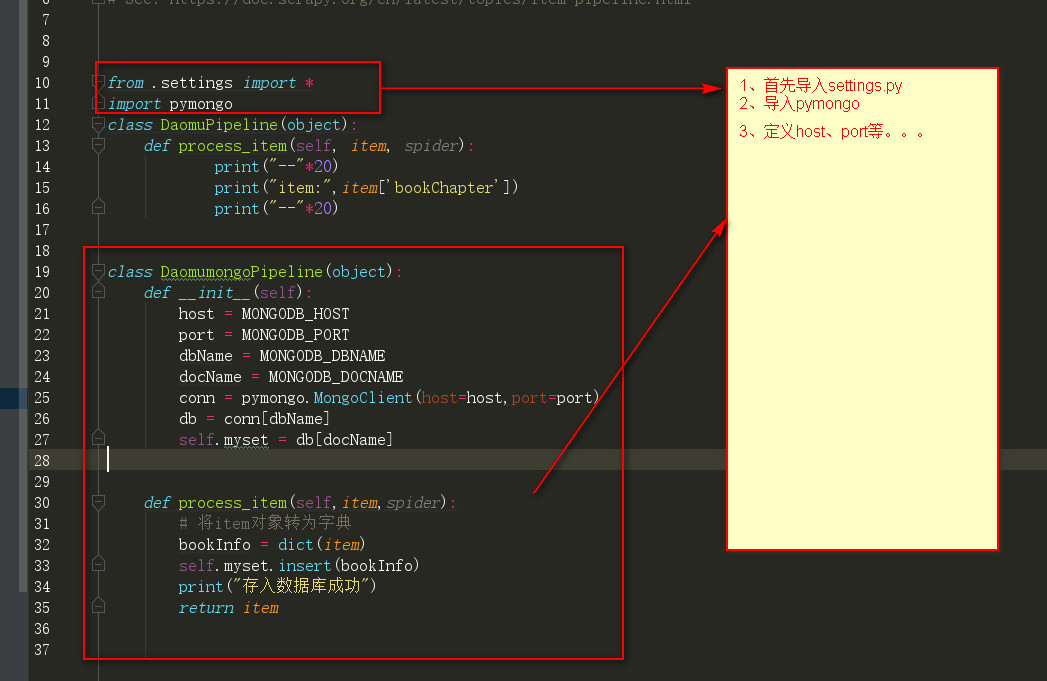 # See: https://doc.scrapy.org/en/latest/topics/item-pipeline.html
7
8
9
10 from .settings import *
11 import pymongo
12 class DaomuPipeline(object):
13 def process_item(self, item, spider):
14 print("--"*20)
15 print("item:",item['bookChapter'])
16 print("--"*20)
17
18
19 class DaomumongoPipeline(object):
20 def __init__(self):
21 host = MONGODB_HOST
22 port = MONGODB_PORT
23 dbName = MONGODB_DBNAME
24 docName = MONGODB_DOCNAME
25 conn = pymongo.MongoClient(host=host,port=port)
26 db = conn[dbName]
27 self.myset = db[docName]
28
29
30 def process_item(self,item,spider):
31 # 将item对象转为字典
32 bookInfo = dict(item)
33 self.myset.insert(bookInfo)
34 print("存入数据库成功")
35 return item
36
37
1、首先导入settings.py
2、导入pymongo
3、定义host、port等。。。